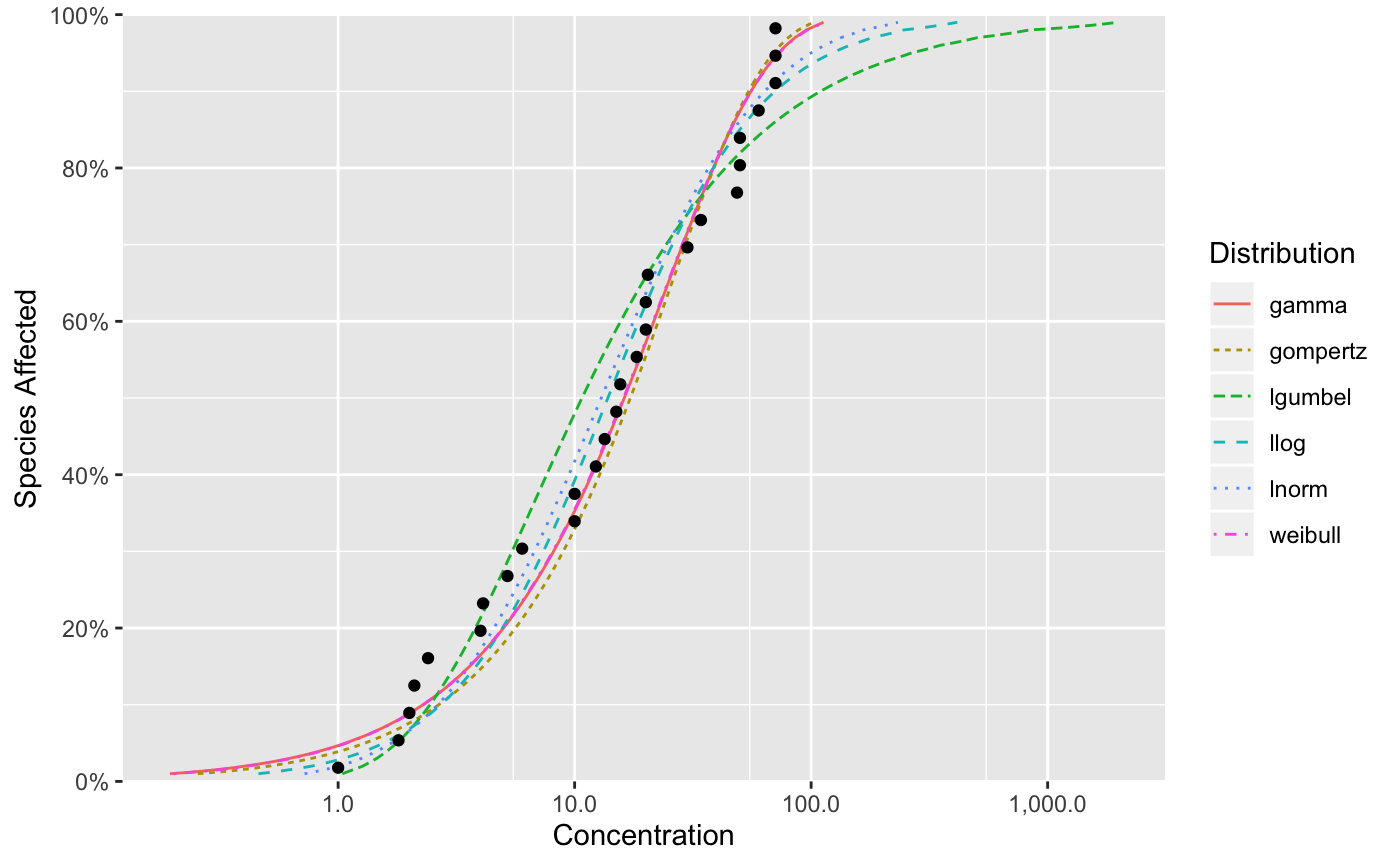 100%
80%
60%
40%
20%
0%
Species Affected
1.0
10.0
100.0
1,000.0
Concentration
Distribution
gamma
gompertz
lgumbel
llog
lnorm
weibull